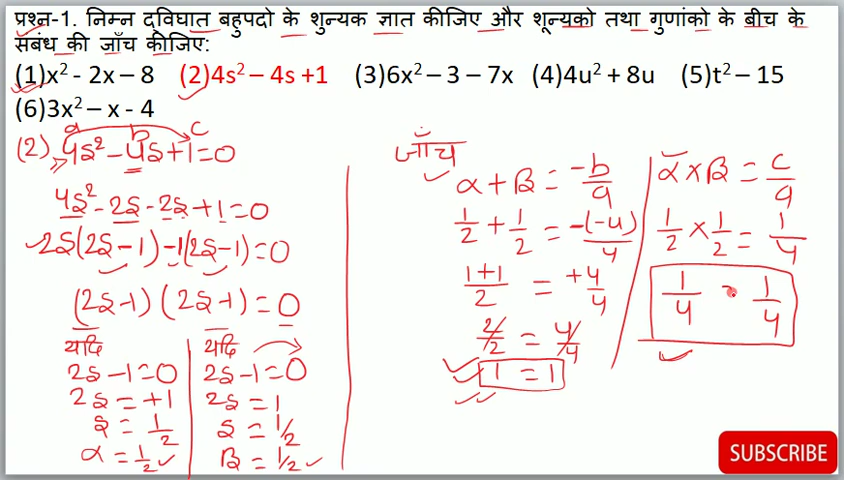 प्रश्न-1. निम्न द्विघात बहुपदो के शुन्यक ज्ञात कीजिए और शून्यको तथा गुणांको के बीच के
संबंध की जाँच कीजिए:
(1)x² - 2x – 8 (2)4s² – 4s +1 (3)6x² – 3 – 7x (4)4u² + 8u (5)t² – 15
(6)3x² – x - 4
a b c
(2) 4s² - 4s + 1 = 0
4s² - 2s - 2s + 1 = 0
2s(2s - 1) - 1(2s - 1) = 0
(2s-1) (2s-1) = 0
यदि यदि
2s - 1 = 0 2s - 1 = 0
2s = +1 2s = 1
s = 1/2 s = 1/2
α = 1/2 ✓ β = 1/2 ✓
जाँच
α + β = -b/a
1/2 + 1/2 = -(-4)/4
1+1/2 = +4/4
2/2 = 4/4
1 = 1
α × β = c/a
1/2 × 1/2 = 1/4
1/4 = 1/4
SUBSCRIBE